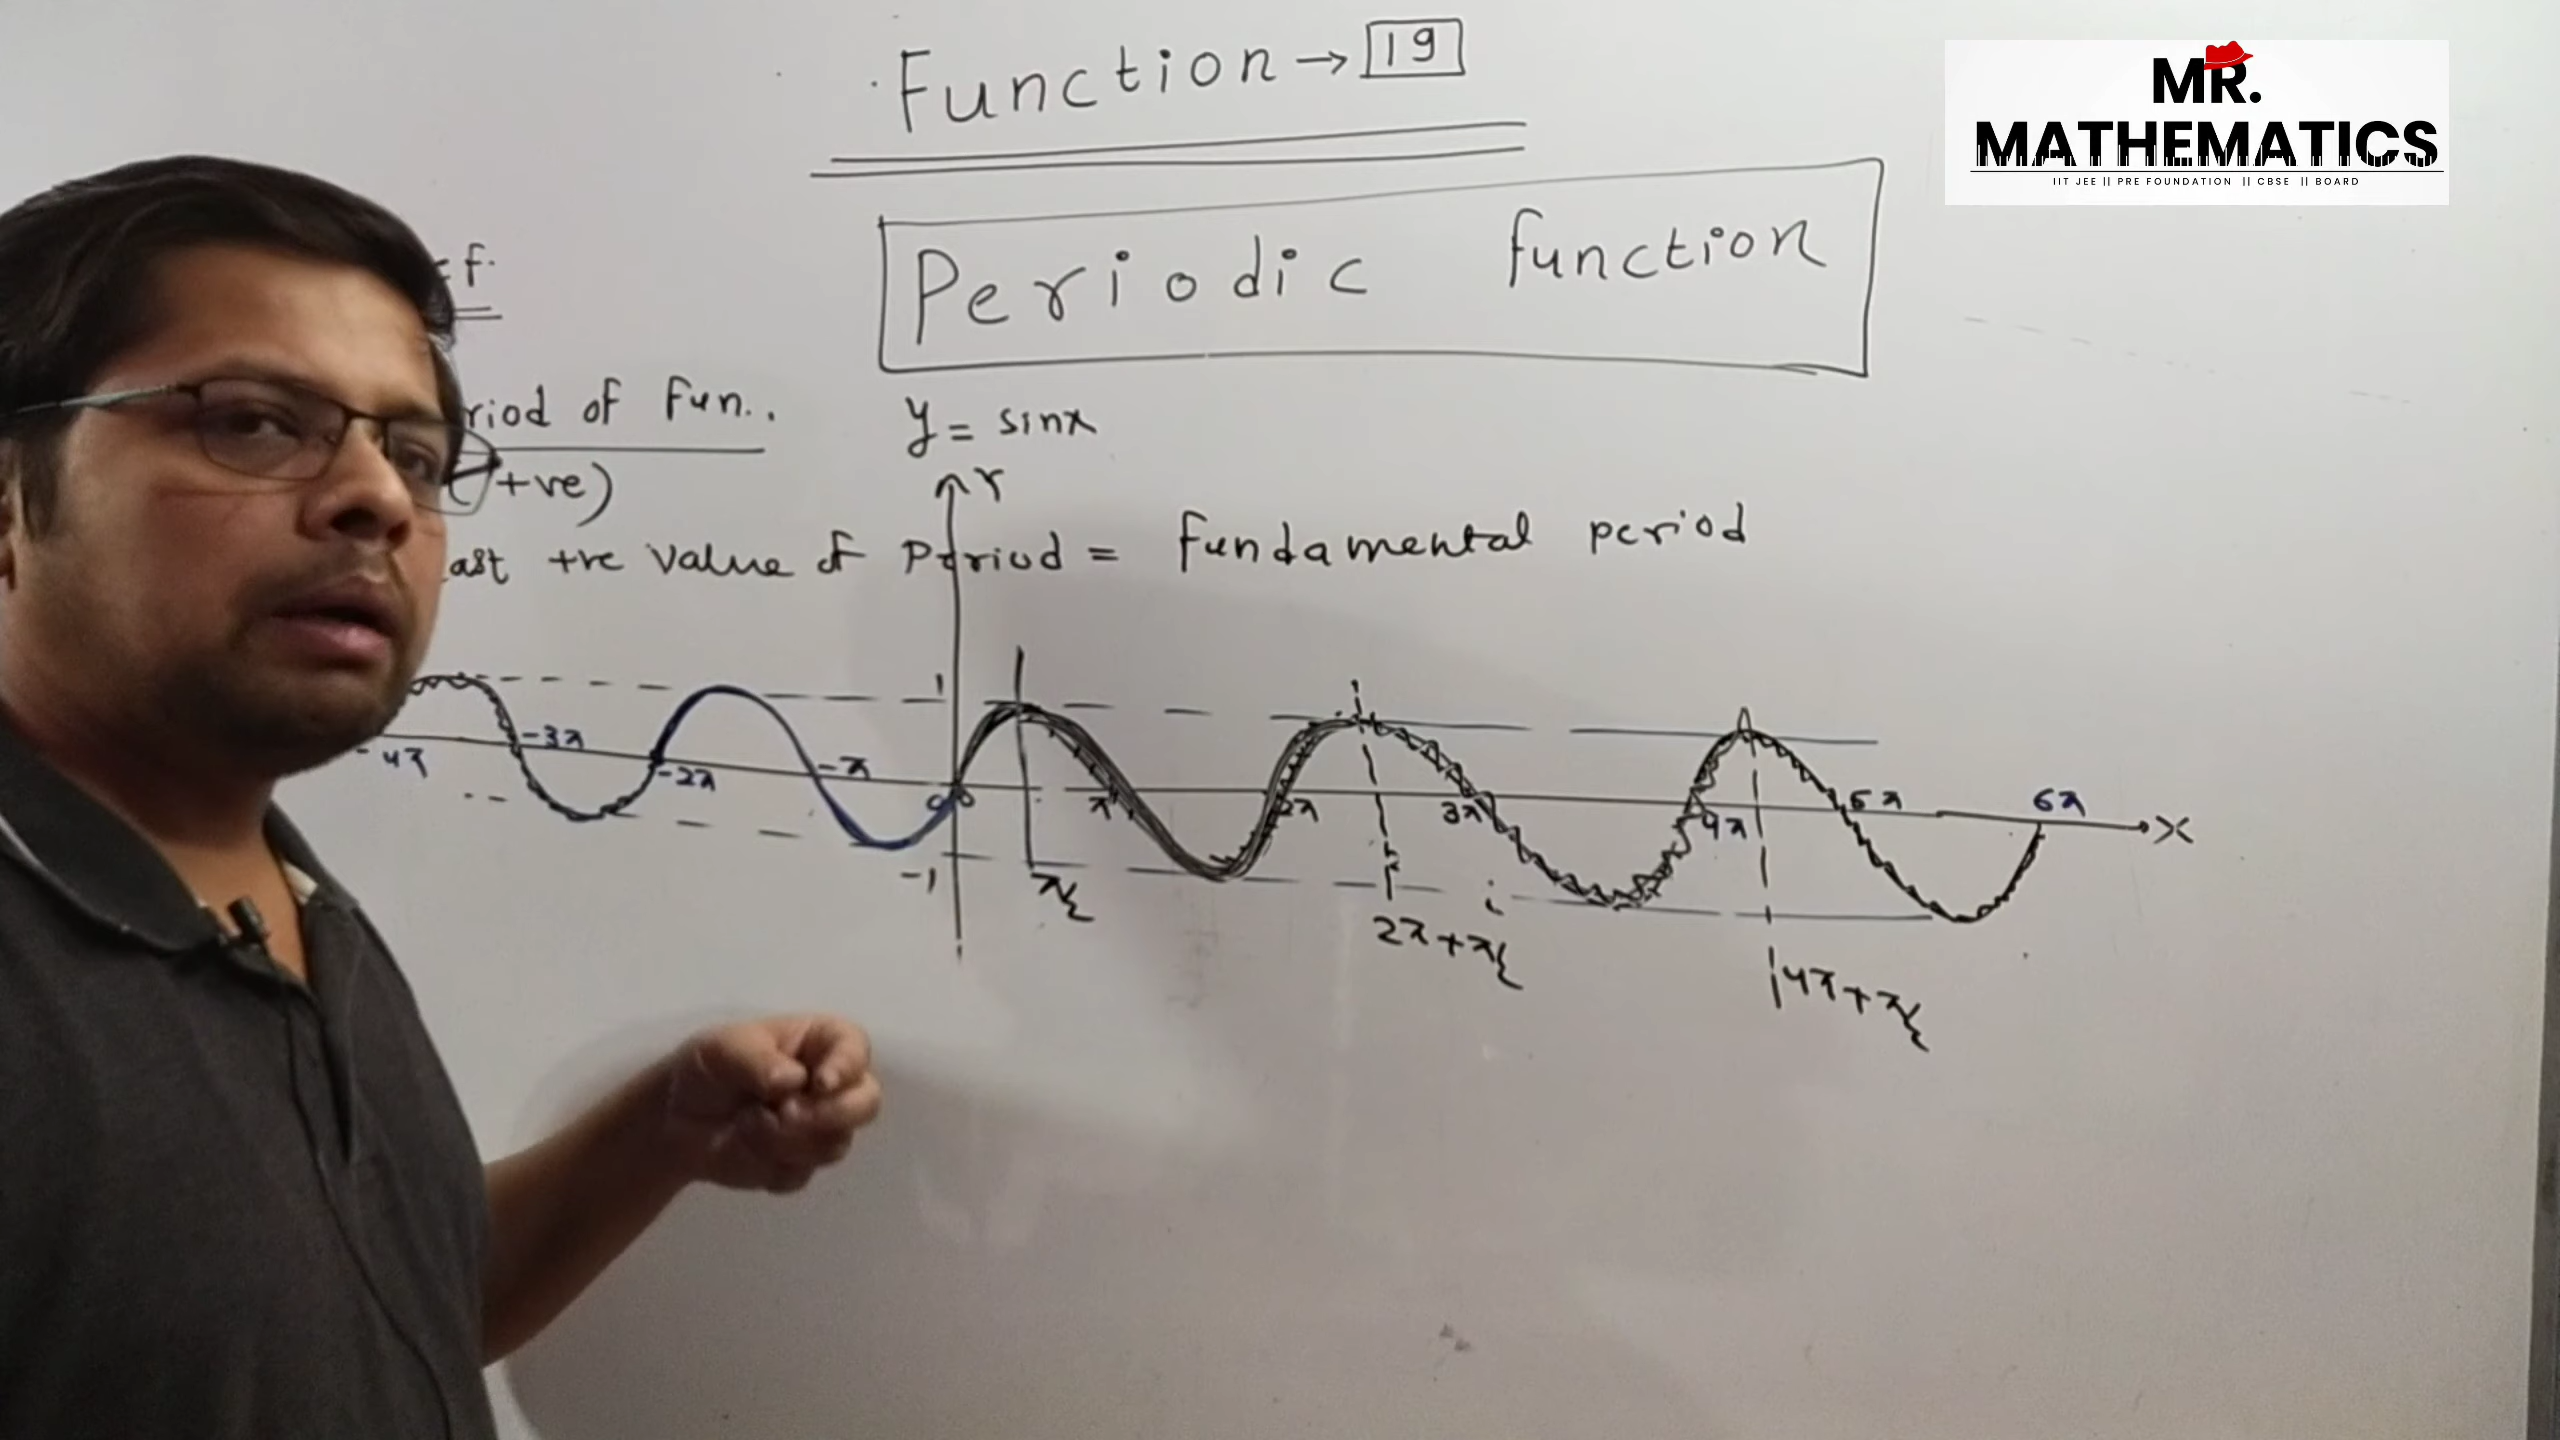 Function → 19
MR.
MATHEMATICS
IIT JEE || PRE FOUNDATION || CBSE || BOARD
Periodic function
f.
riod of Fun..
(+ve)
y = sinx
Y
ast +ve value of Period = fundamental period
1
-4π -3π -2π -π 0 π 2π 3π 4π 5π 6π X
-1
π/2
2π+π/2
4π+π/2